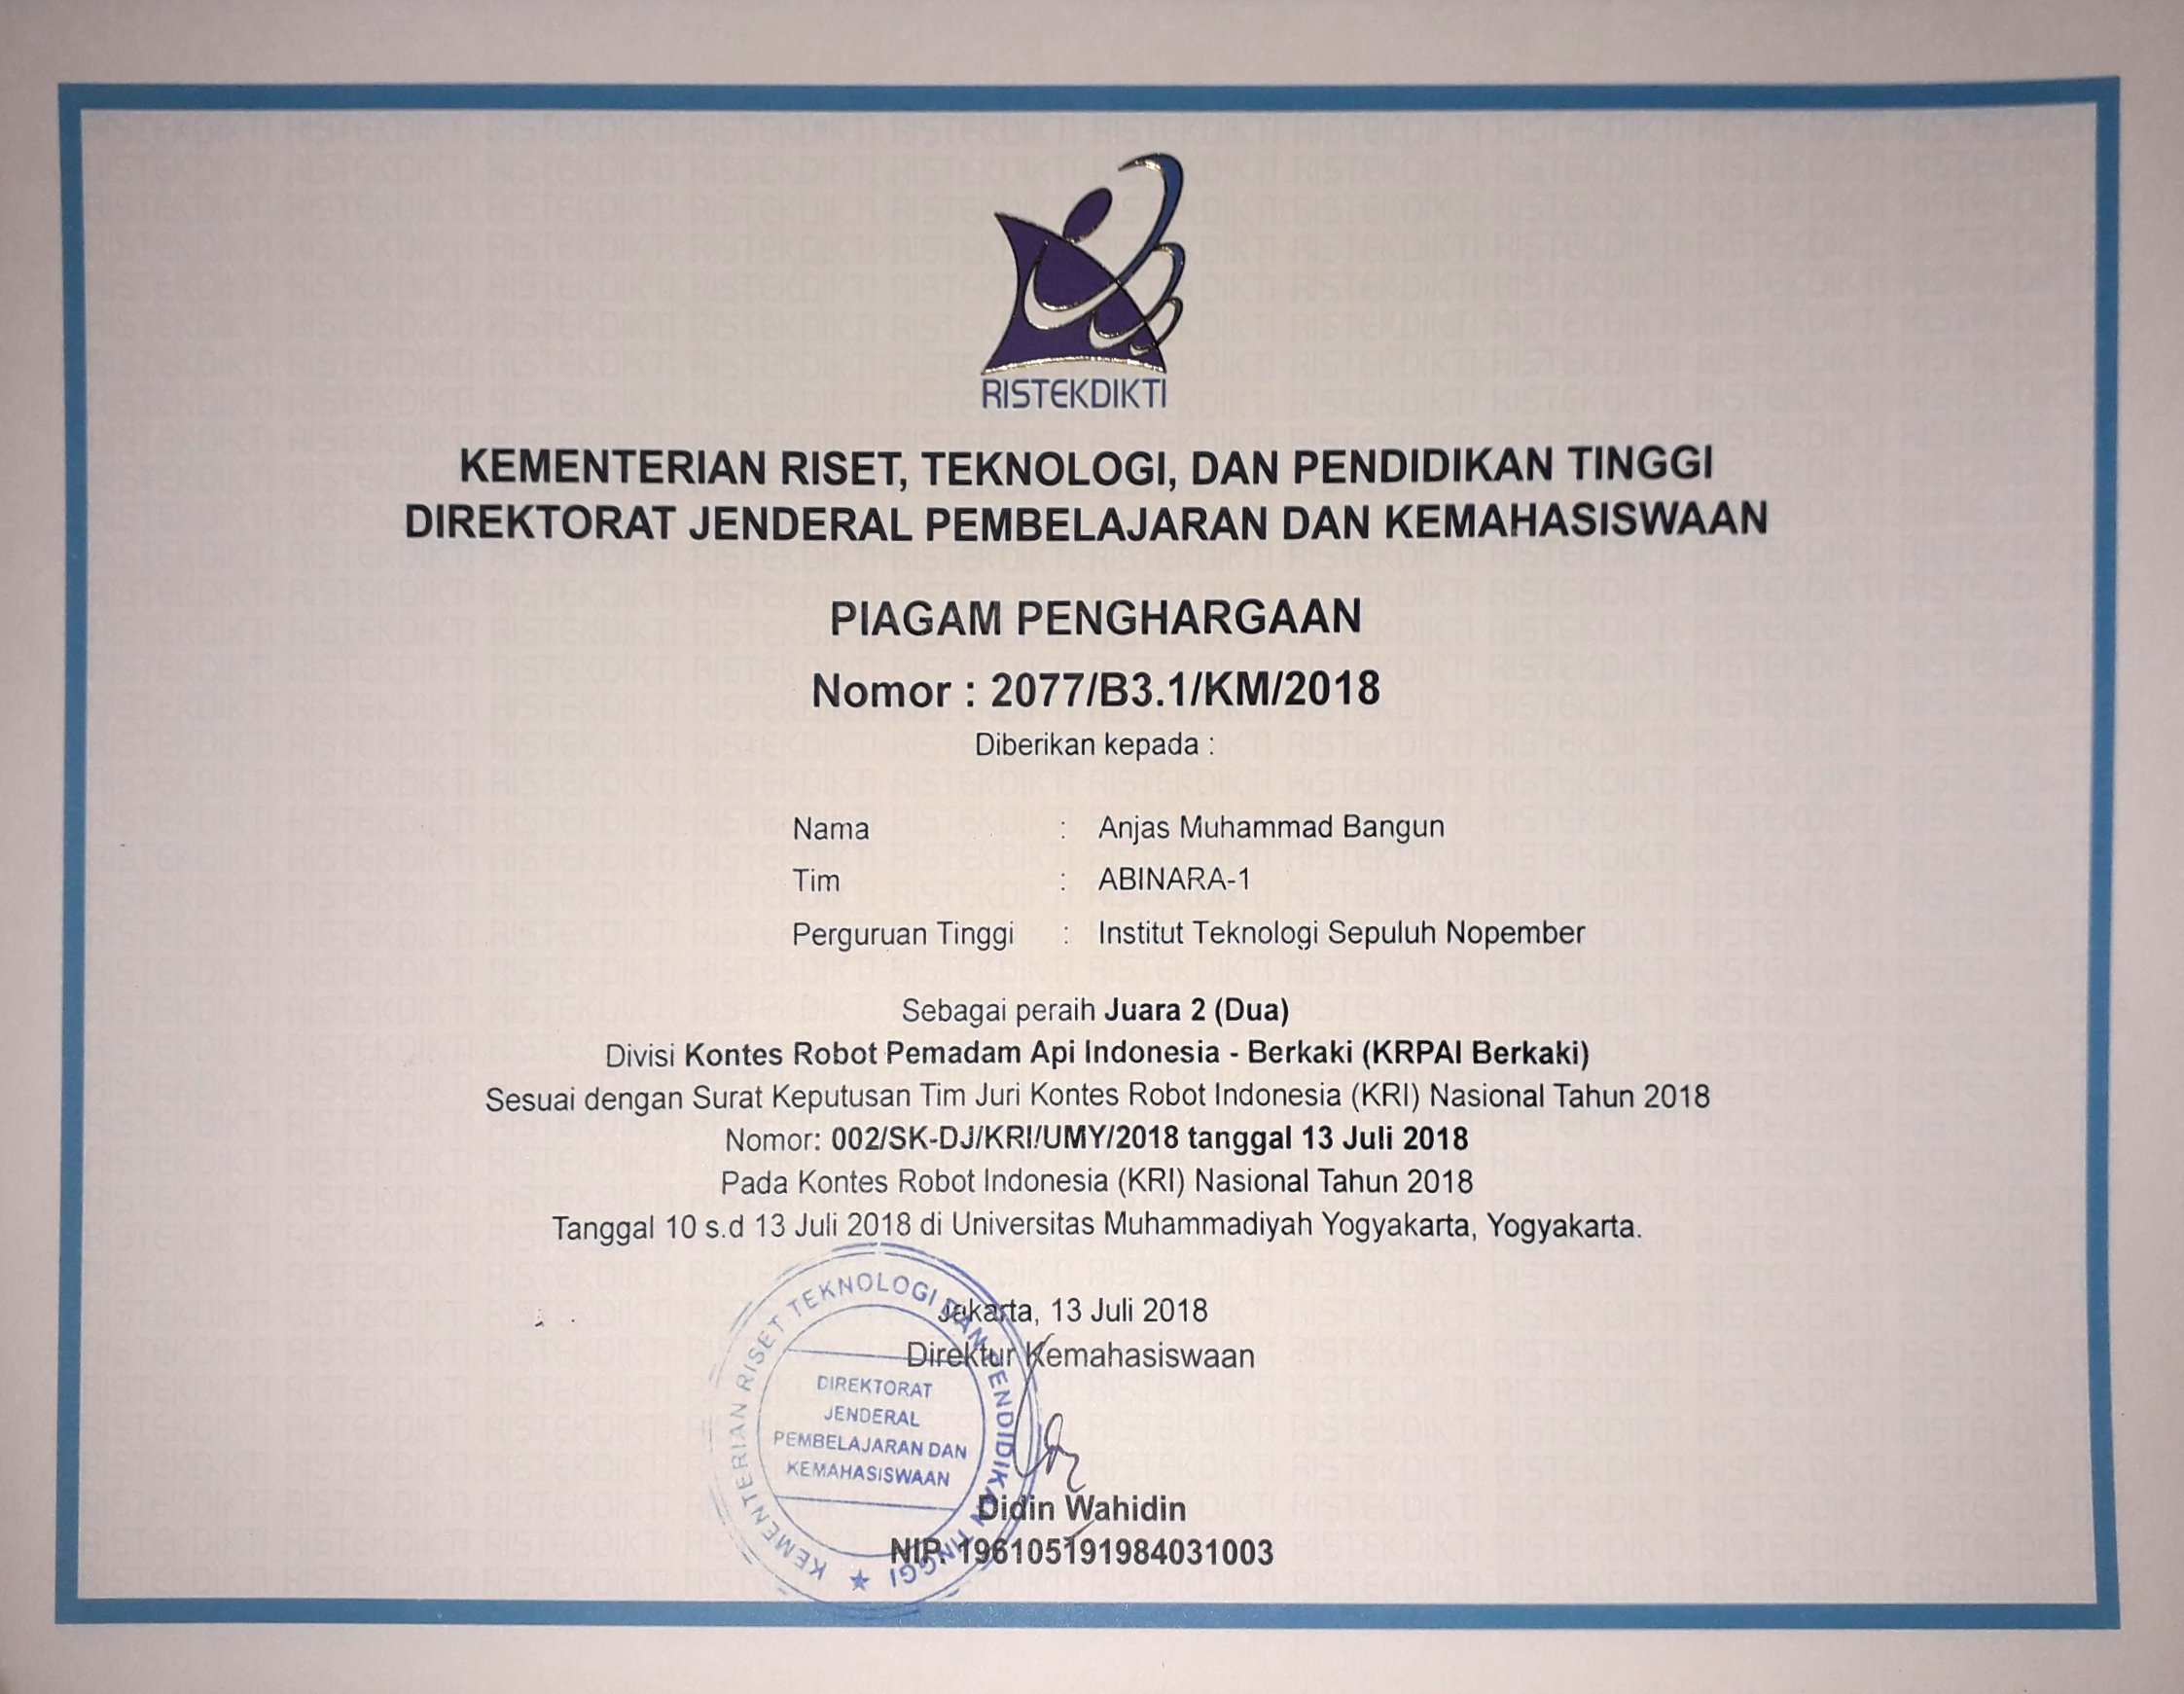 RISTEKDIKTI
KEMENTERIAN RISET, TEKNOLOGI, DAN PENDIDIKAN TINGGI
DIREKTORAT JENDERAL PEMBELAJARAN DAN KEMAHASISWAAN
PIAGAM PENGHARGAAN
Nomor : 2077/B3.1/KM/2018
Diberikan kepada :
Nama : Anjas Muhammad Bangun
Tim : ABINARA-1
Perguruan Tinggi : Institut Teknologi Sepuluh Nopember
Sebagai peraih Juara 2 (Dua)
Divisi Kontes Robot Pemadam Api Indonesia - Berkaki (KRPAI Berkaki)
Sesuai dengan Surat Keputusan Tim Juri Kontes Robot Indonesia (KRI) Nasional Tahun 2018
Nomor: 002/SK-DJ/KRI/UMY/2018 tanggal 13 Juli 2018
Pada Kontes Robot Indonesia (KRI) Nasional Tahun 2018
Tanggal 10 s.d 13 Juli 2018 di Universitas Muhammadiyah Yogyakarta, Yogyakarta.
Jakarta, 13 Juli 2018
Direktur Kemahasiswaan
KEMENTERIAN RISET TEKNOLOGI DAN PENDIDIKAN TINGGI
DIREKTORAT
JENDERAL
PEMBELAJARAN DAN
KEMAHASISWAAN
Didin Wahidin
NIP. 196105191984031003